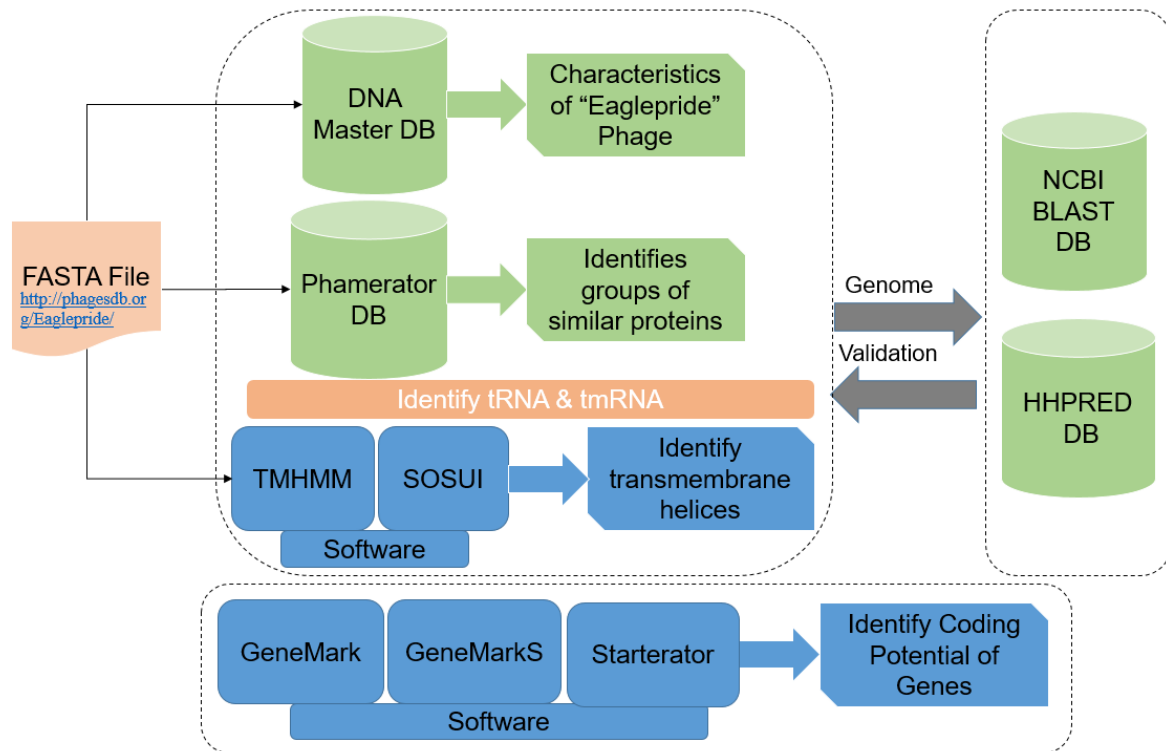 FASTA File
http://phagesdb.or
g/Eaglepride/
DNA
Master DB
Characteristics
of “Eaglepride”
Phage
Phamerator
DB
Identifies
groups of
similar proteins
Identify tRNA & tmRNA
TMHMM
SOSUI
Software
Identify
transmembrane
helices
Genome
Validation
NCBI
BLAST
DB
HHPRED
DB
GeneMark
GeneMarkS
Starterator
Software
Identify Coding
Potential of
Genes